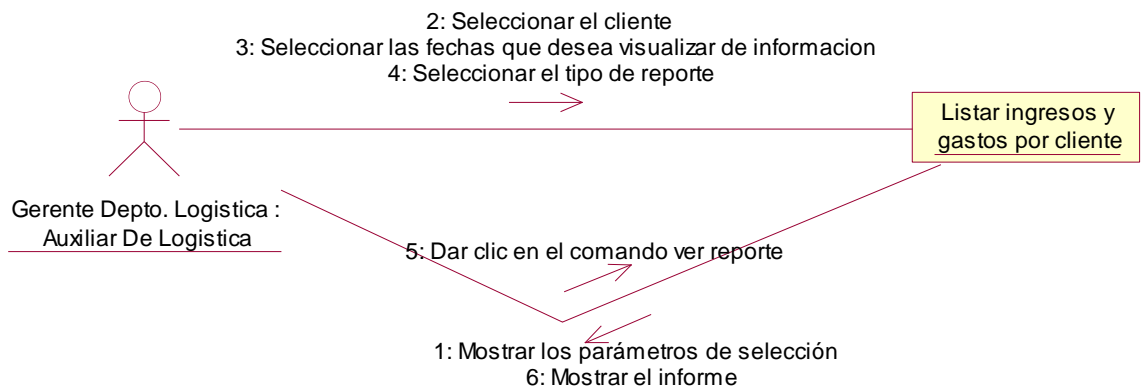 2: Seleccionar el cliente
3: Seleccionar las fechas que desea visualizar de informacion
4: Seleccionar el tipo de reporte
Listar ingresos y
gastos por cliente
Gerente Depto. Logistica :
Auxiliar De Logistica
5: Dar clic en el comando ver reporte
1: Mostrar los parámetros de selección
6: Mostrar el informe